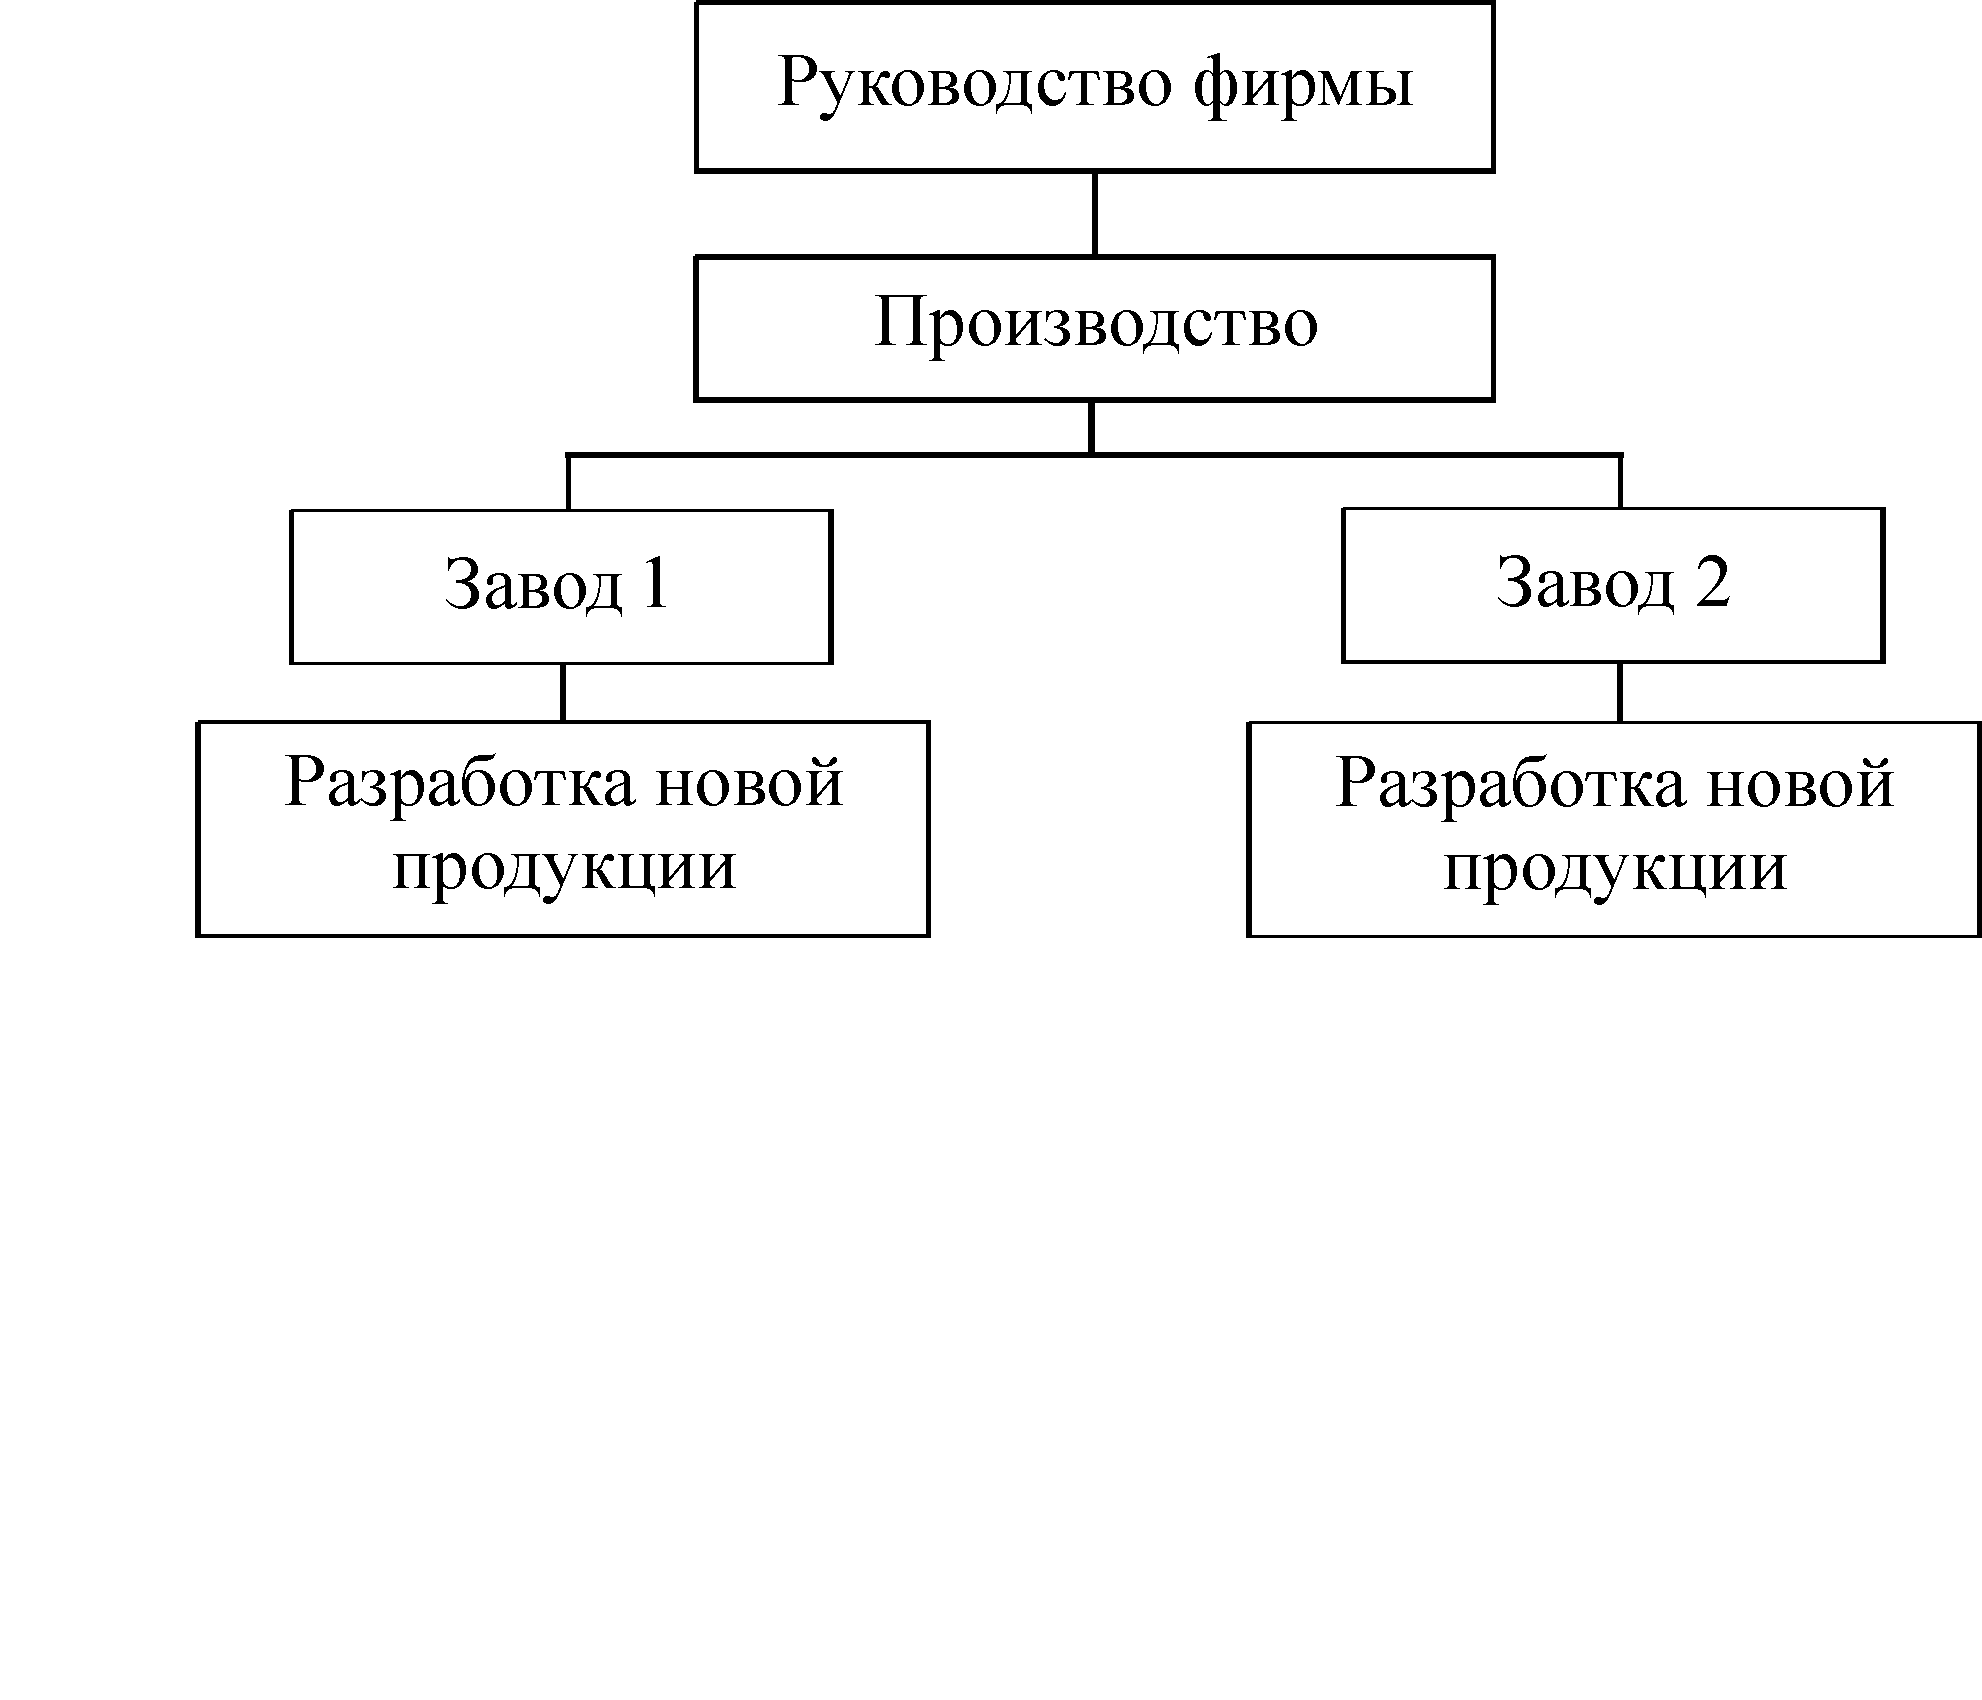 Руководство фирмы
Производство
Завод 1
Завод 2
Разработка новой
продукции
Разработка новой
продукции